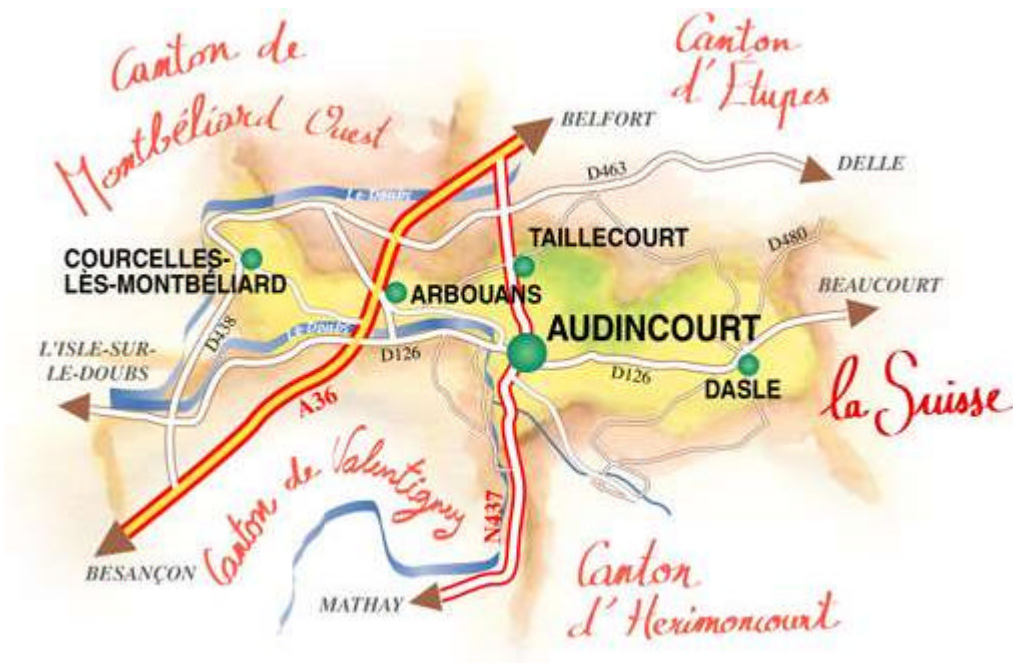 Canton de
Montbéliard Ouest
Canton
d'Étupes
BELFORT
DELLE
D463
Le Doubs
TAILLECOURT
D480
COURCELLES-
LÈS-MONTBÉLIARD
ARBOUANS
BEAUCOURT
AUDINCOURT
Le Doubs
D438
D126
L'ISLE-SUR-
LE-DOUBS
D126
DASLE
la Suisse
A36
Canton de Valentigney
N437
BESANÇON
MATHAY
Canton
d'Herimoncourt